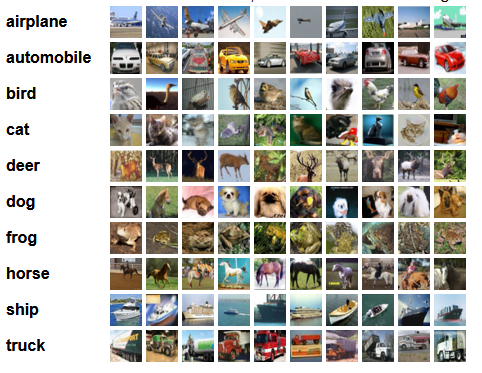 airplane
automobile
bird
cat
deer
dog
frog
horse
ship
truck